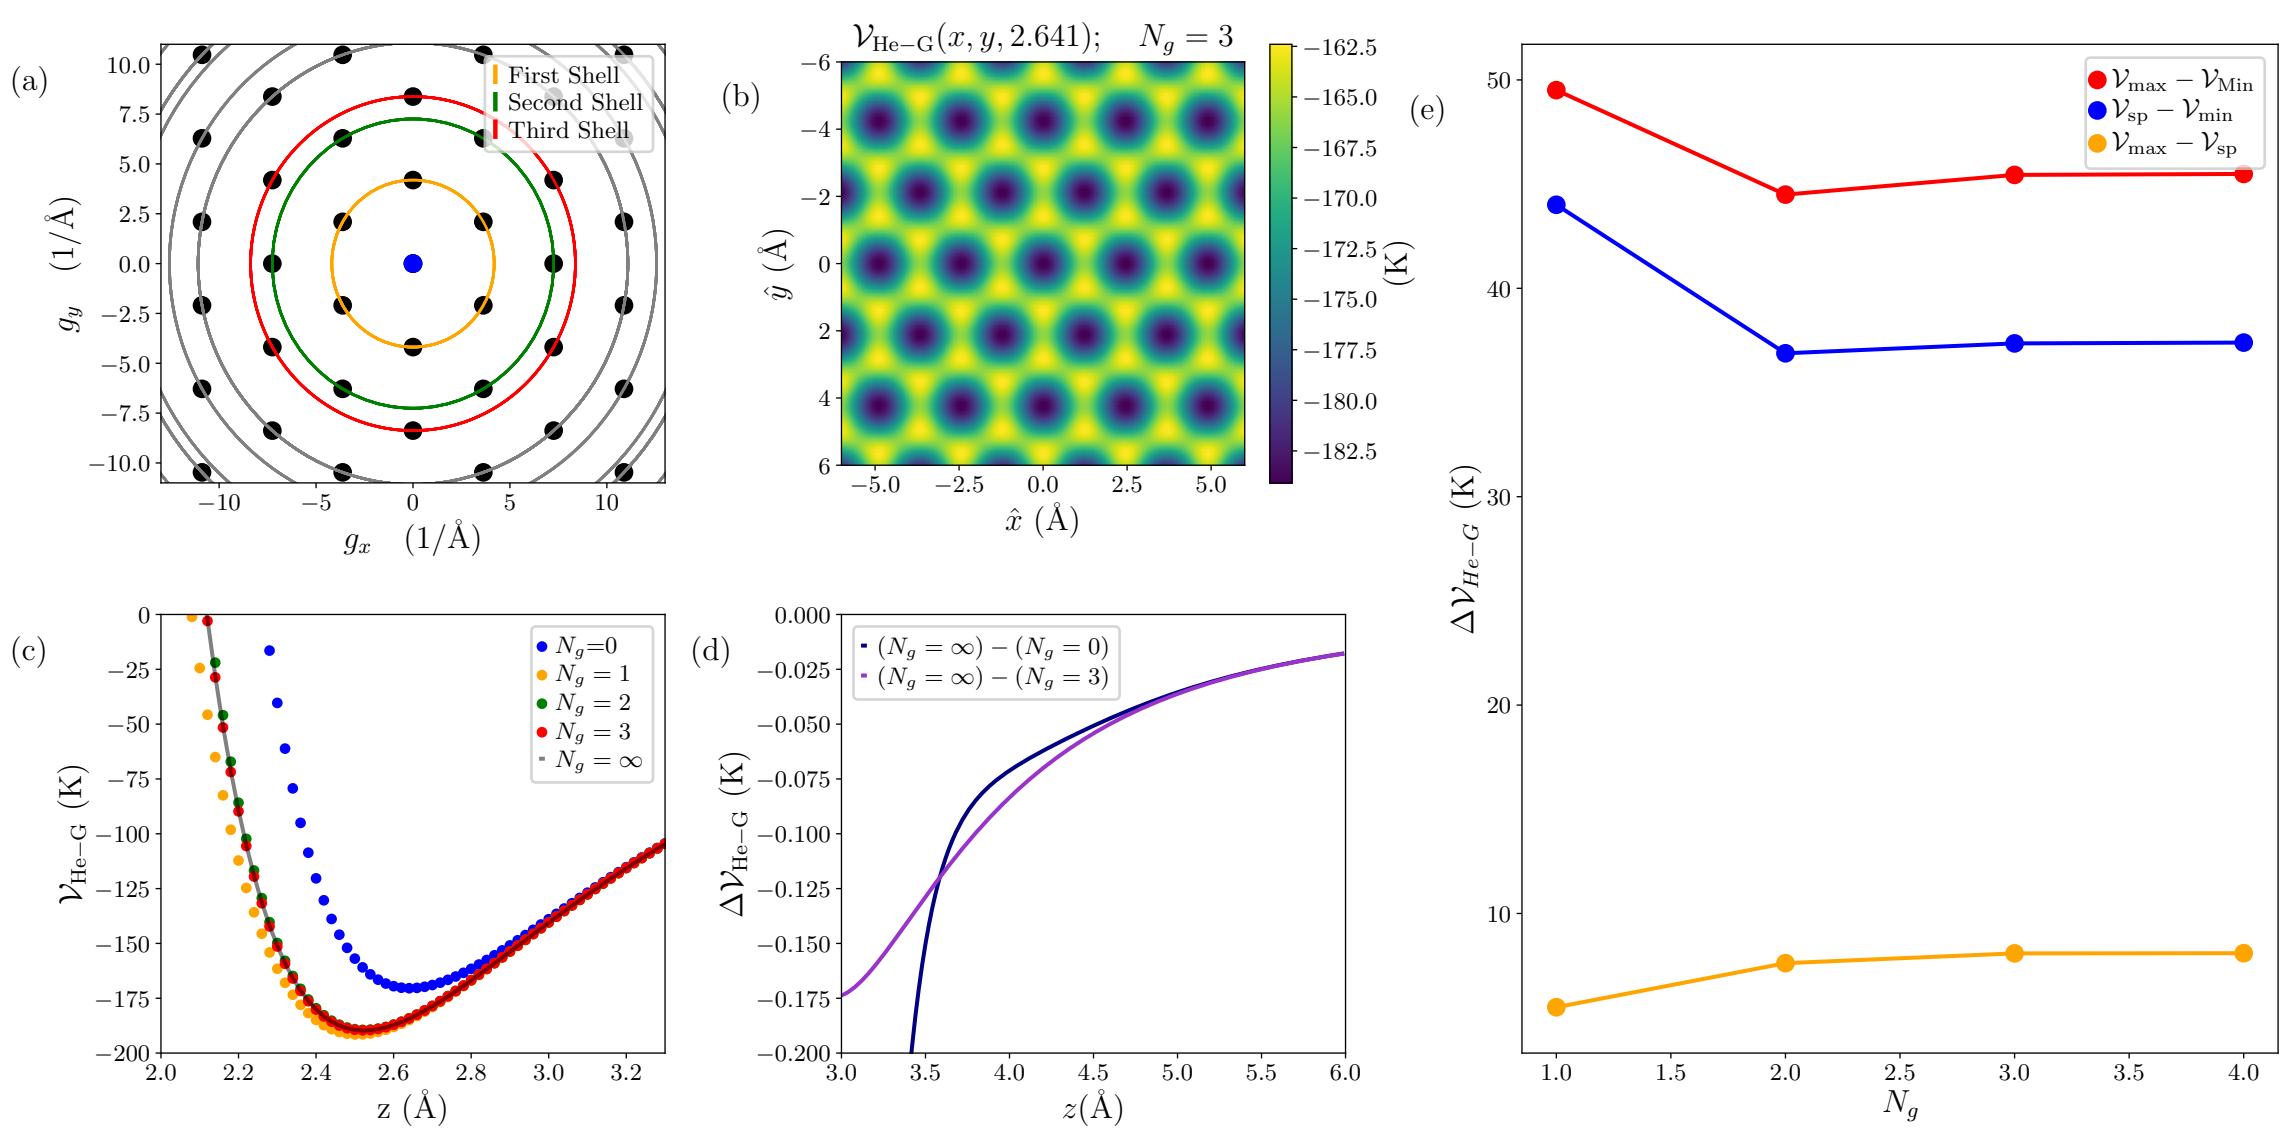 (a)
10.0
7.5
5.0
2.5
0.0
−2.5
−5.0
−7.5
−10.0
g_y (1/Å)
−10
−5
0
5
10
g_x (1/Å)
First Shell
Second Shell
Third Shell
(b)
𝒱_He−G(x, y, 2.641); N_g = 3
−6
−4
−2
0
2
4
6
ŷ (Å)
−5.0
−2.5
0.0
2.5
5.0
x̂ (Å)
−162.5
−165.0
−167.5
−170.0
−172.5
−175.0
−177.5
−180.0
−182.5
(K)
(c)
0
−25
−50
−75
−100
−125
−150
−175
−200
𝒱_He−G (K)
2.0
2.2
2.4
2.6
2.8
3.0
3.2
z (Å)
N_g=0
N_g = 1
N_g = 2
N_g = 3
N_g = ∞
(d)
0.000
−0.025
−0.050
−0.075
−0.100
−0.125
−0.150
−0.175
−0.200
Δ𝒱_He−G (K)
3.0
3.5
4.0
4.5
5.0
5.5
6.0
z(Å)
(N_g = ∞) − (N_g = 0)
(N_g = ∞) − (N_g = 3)
(e)
50
40
30
20
10
Δ𝒱_He−G (K)
1.0
1.5
2.0
2.5
3.0
3.5
4.0
N_g
𝒱_max − 𝒱_Min
𝒱_sp − 𝒱_min
𝒱_max − 𝒱_sp